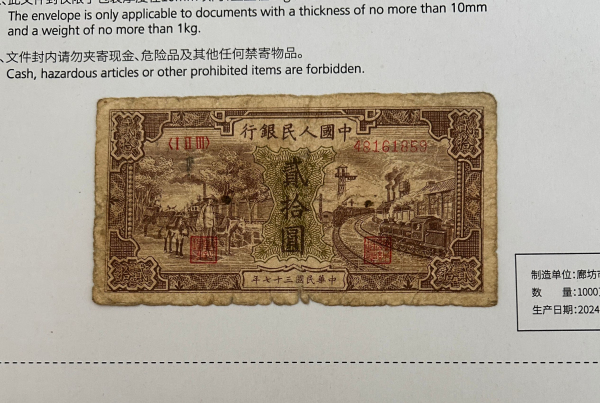 The envelope is only applicable to documents with a thickness of no more than 10mm
and a weight of no more than 1kg.
、文件封内请勿夹寄现金、危险品及其他任何禁寄物品。
Cash, hazardous articles or other prohibited items are forbidden.
行銀民人國中
〈I II III〉
48161859
貳拾圓
年七十三國民華中
制造单位:廊坊
数 量:1000
生产日期:2024